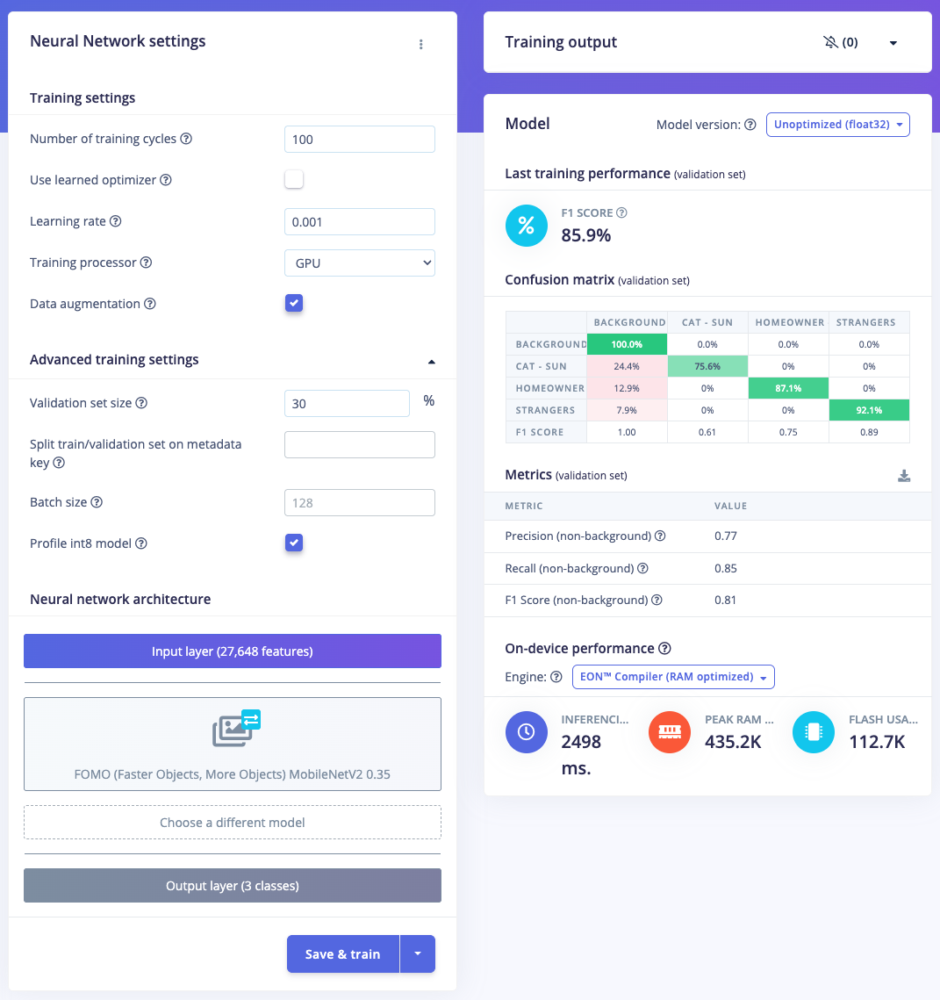 Neural Network settings
Training settings
Number of training cycles
100
Use learned optimizer
Learning rate
0.001
Training processor
GPU
Data augmentation
Advanced training settings
Validation set size
30
%
Split train/validation set on metadata
key
Batch size
128
Profile int8 model
Neural network architecture
Input layer (27,648 features)
FOMO (Faster Objects, More Objects) MobileNetV2 0.35
Choose a different model
Output layer (3 classes)
Save & train
Training output
(0)
Model
Model version:
Unoptimized (float32)
Last training performance (validation set)
%
F1 SCORE
85.9%
Confusion matrix (validation set)
BACKGROUND CAT - SUN HOMEOWNER STRANGERS
BACKGROUND 100.0% 0.0% 0.0% 0.0%
CAT - SUN 24.4% 75.6% 0% 0%
HOMEOWNER 12.9% 0% 87.1% 0%
STRANGERS 7.9% 0% 0% 92.1%
F1 SCORE 1.00 0.61 0.75 0.89
Metrics (validation set)
METRIC VALUE
Precision (non-background) 0.77
Recall (non-background) 0.85
F1 Score (non-background) 0.81
On-device performance
Engine:
EON™ Compiler (RAM optimized)
INFERENCI...
2498
ms.
PEAK RAM ...
435.2K
FLASH USA...
112.7K